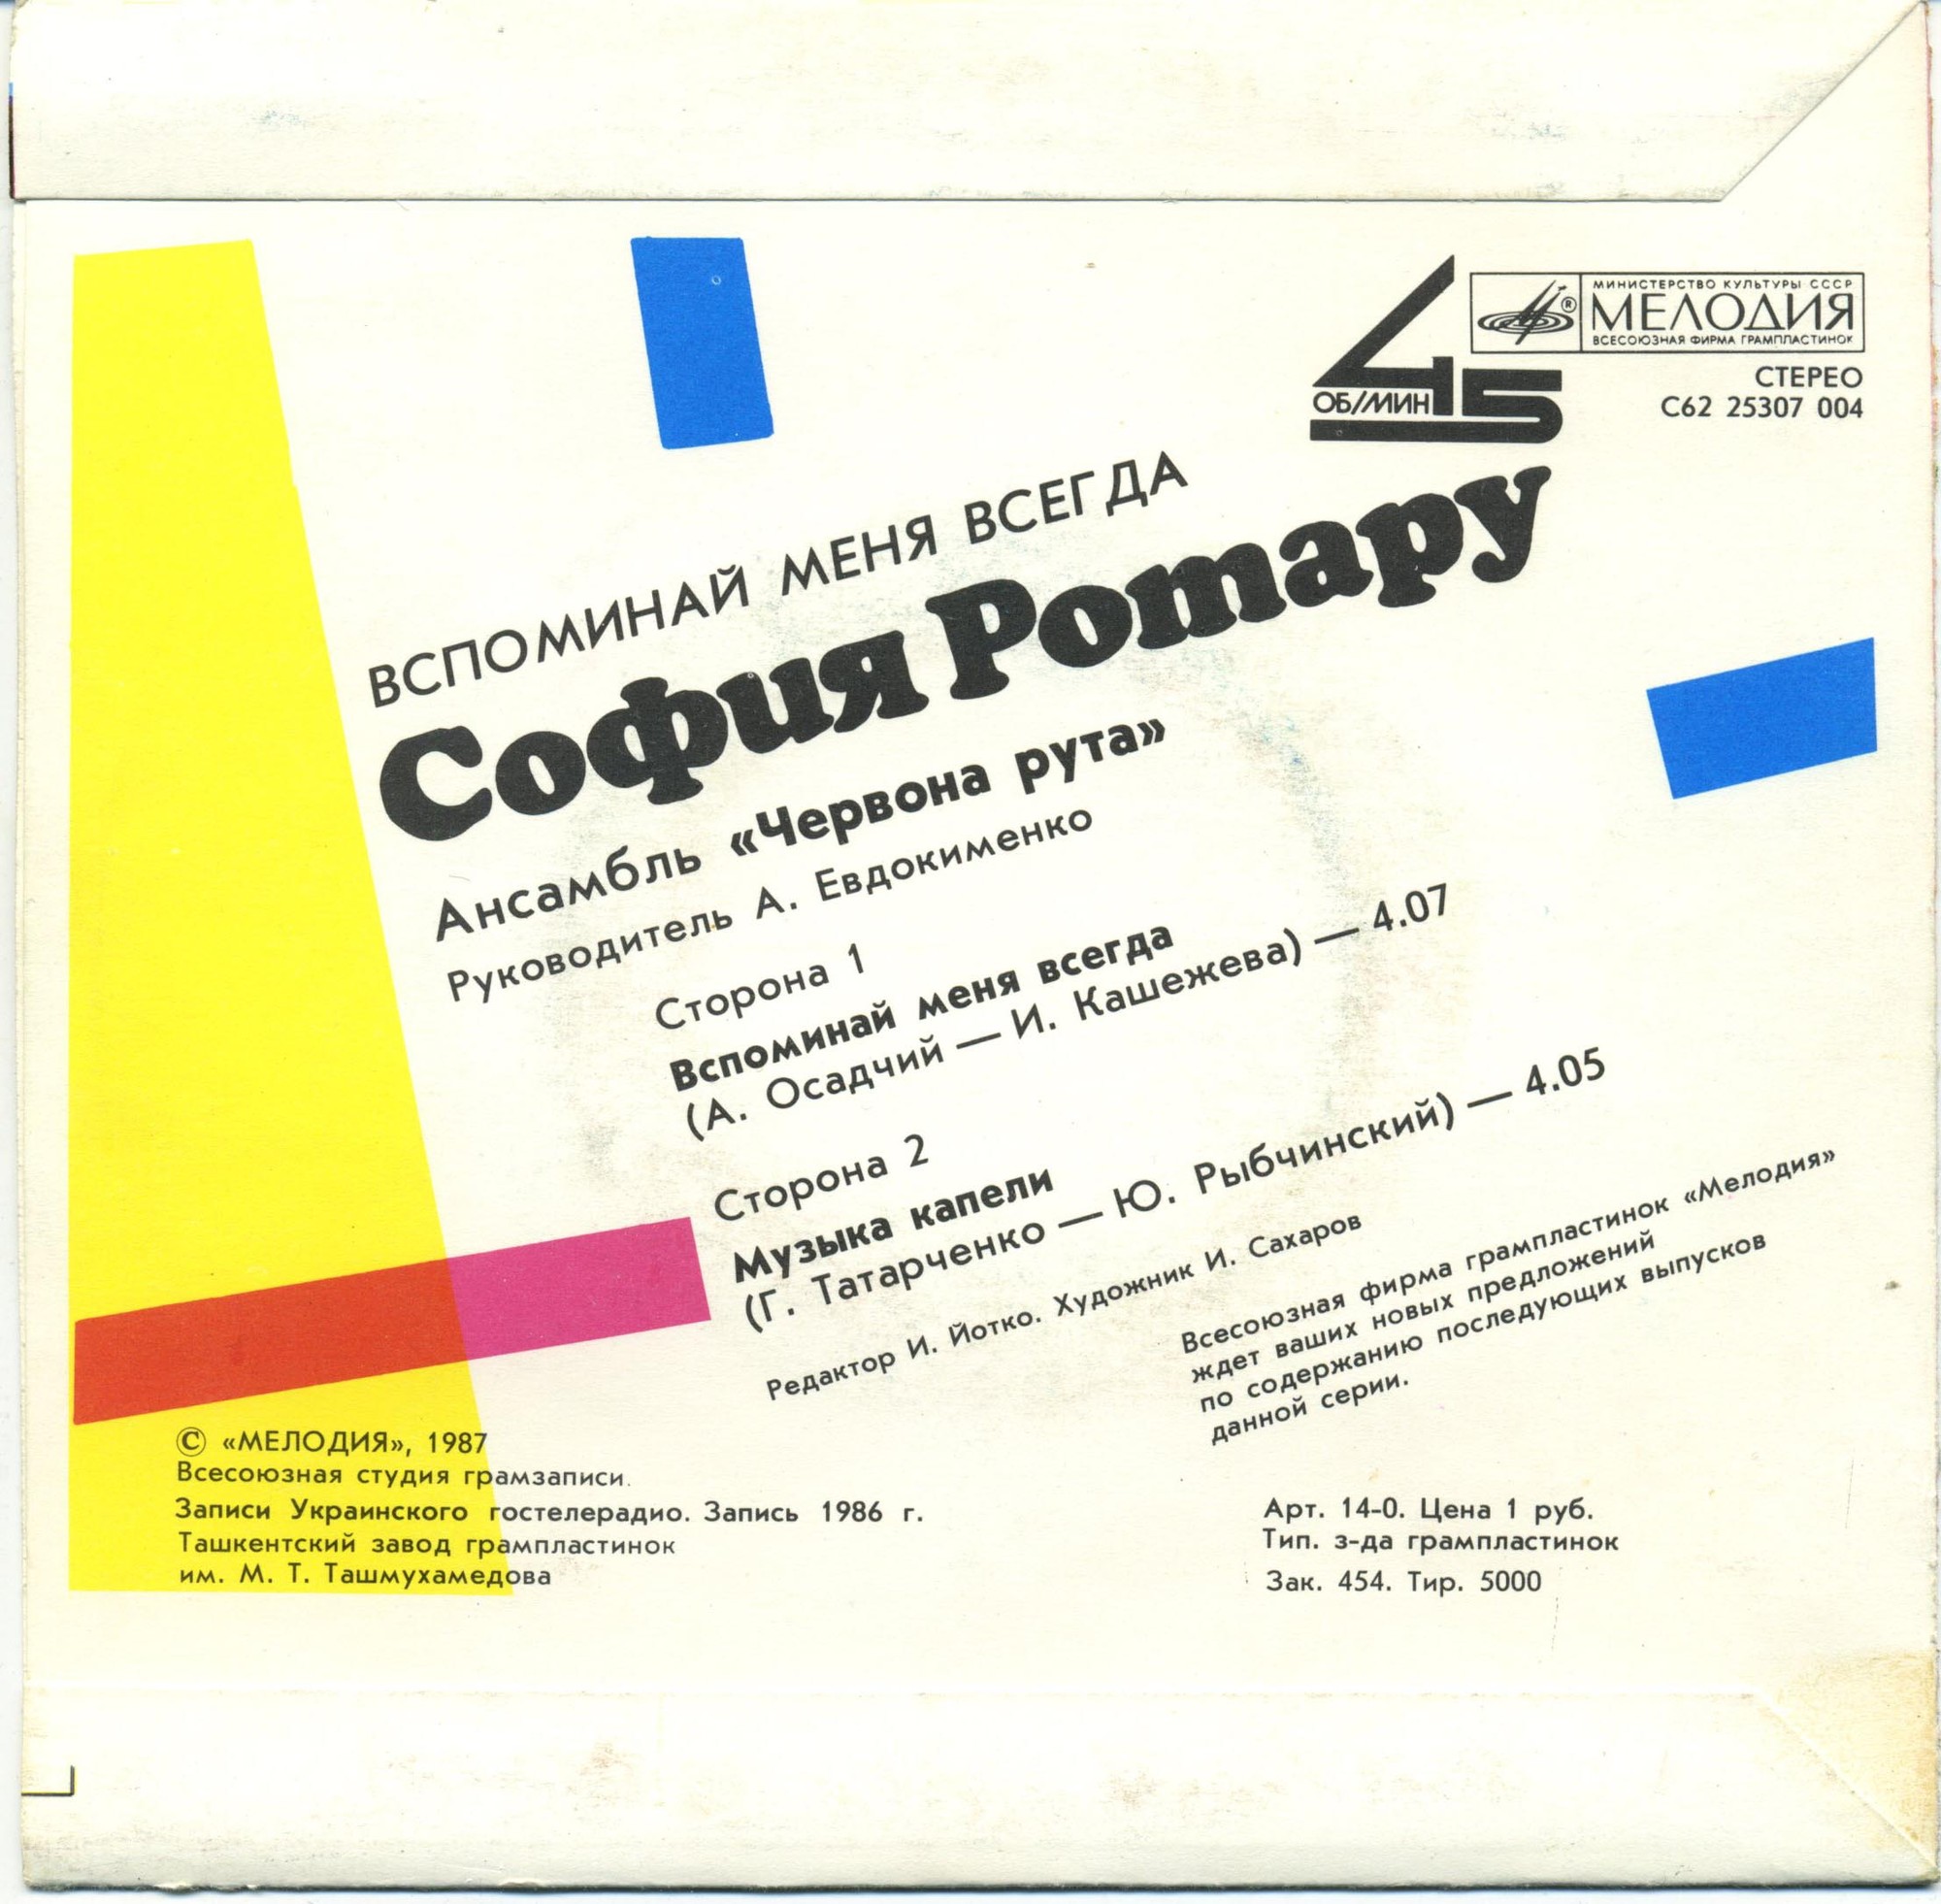 МИНИСТЕРСТВО КУЛЬТУРЫ СССР
МЕЛОДИЯ
®
ВСЕСОЮЗНАЯ ФИРМА ГРАМПЛАСТИНОК
45
ОБ/МИН
СТЕРЕО
С62 25307 004
ВСПОМИНАЙ МЕНЯ ВСЕГДА
София Ротару
Ансамбль «Червона рута»
Руководитель А. Евдокименко
Сторона 1
Вспоминай меня всегда
(А. Осадчий — И. Кашежева) — 4.07
Сторона 2
Музыка капели
(Г. Татарченко — Ю. Рыбчинский) — 4.05
Редактор И. Йотко. Художник И. Сахаров
Всесоюзная фирма грампластинок «Мелодия»
ждет ваших новых предложений
по содержанию последующих выпусков
данной серии.
© «МЕЛОДИЯ», 1987
Всесоюзная студия грамзаписи.
Записи Украинского гостелерадио. Запись 1986 г.
Ташкентский завод грампластинок
им. М. Т. Ташмухамедова
Арт. 14-0. Цена 1 руб.
Тип. з-да грампластинок
Зак. 454. Тир. 5000